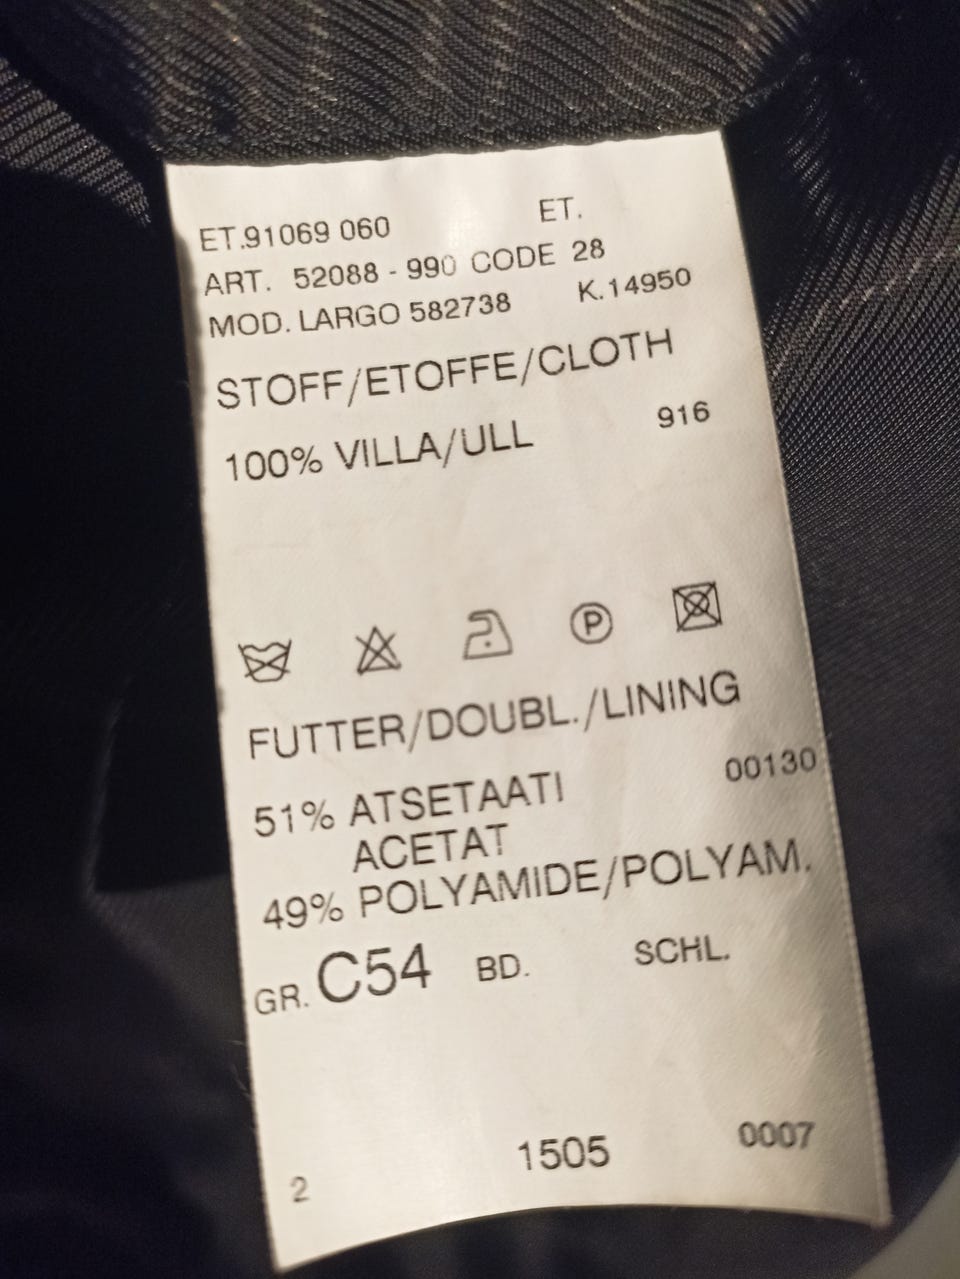 ET.91069 060 ET.
ART. 52088 - 990 CODE 28
MOD. LARGO 582738 K.14950
STOFF/ETOFFE/CLOTH
100% VILLA/ULL 916
P
FUTTER/DOUBL./LINING
51% ATSETAATI 00130
ACETAT
49% POLYAMIDE/POLYAM.
GR. C54 BD. SCHL.
2 1505 0007